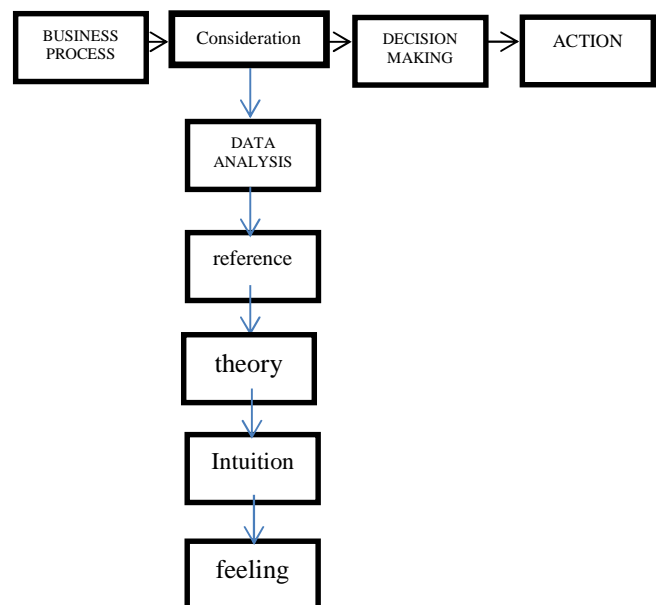 BUSINESS
PROCESS
Consideration
DECISION
MAKING
ACTION
DATA
ANALYSIS
reference
theory
Intuition
feeling